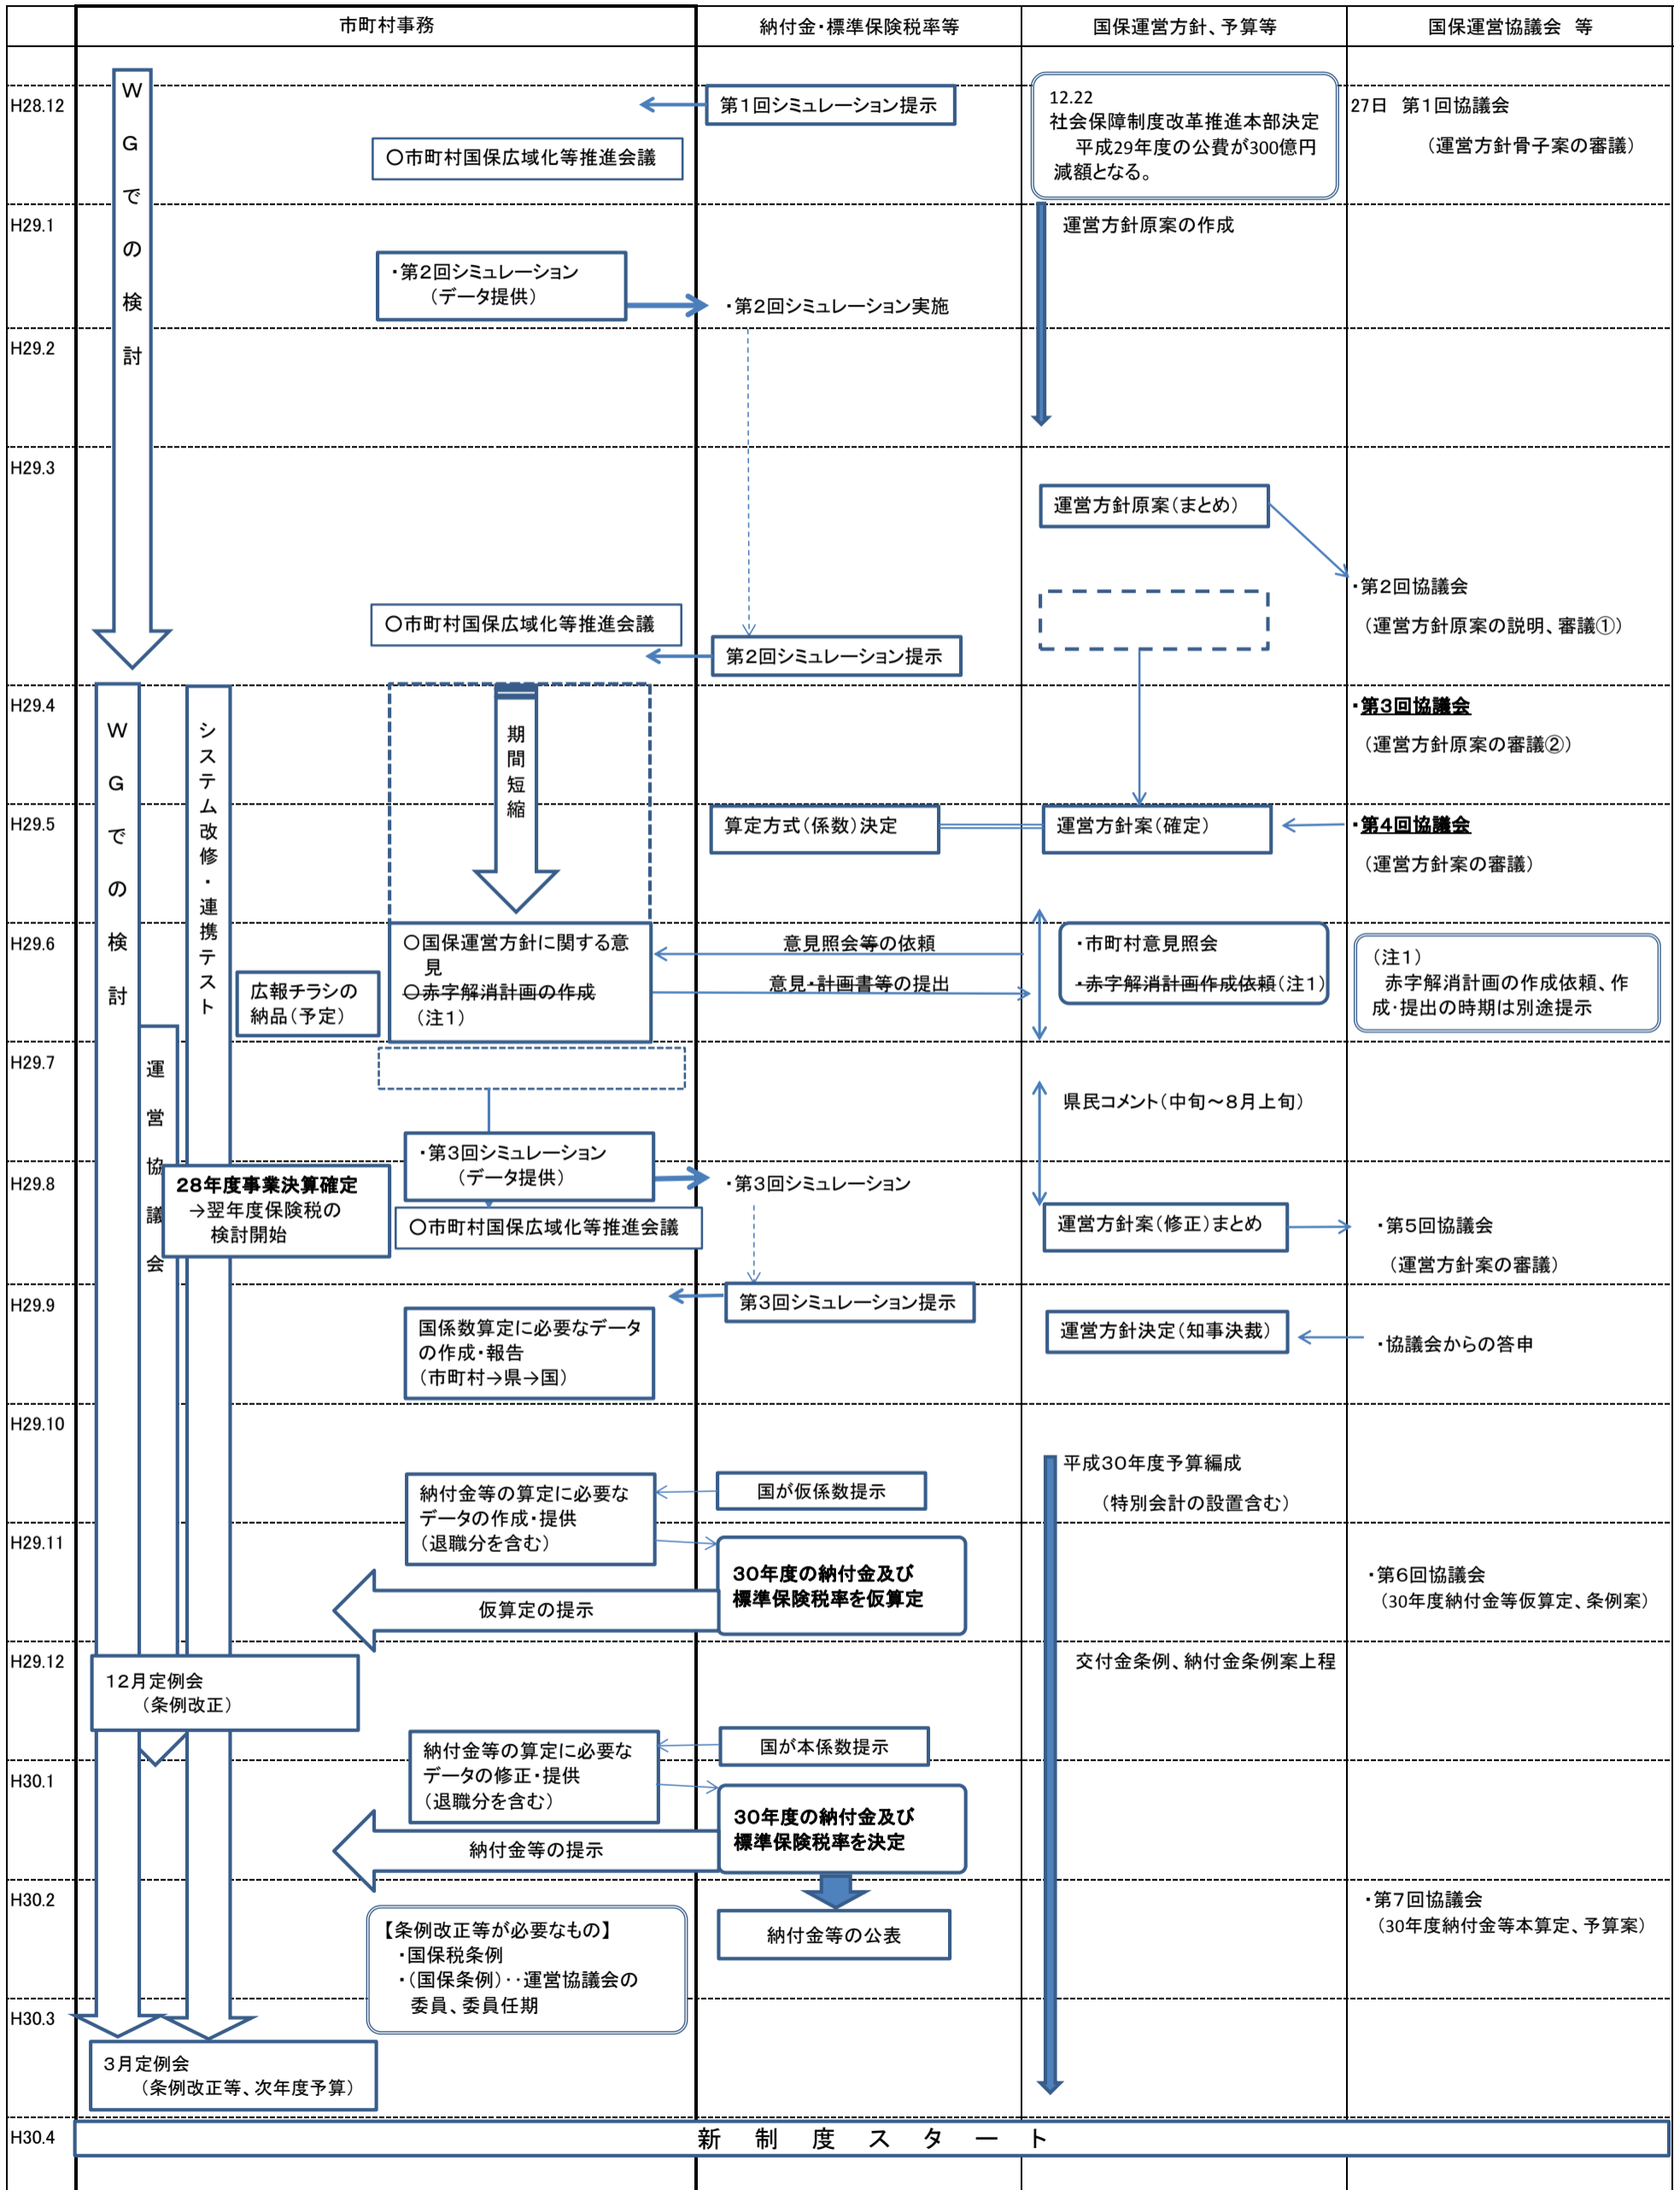 市町村事務
納付金・標準保険税率等
国保運営方針、予算等
国保運営協議会 等
H28.12
WGでの検討
第1回シミュレーション提示
12.22
社会保障制度改革推進本部決定
平成29年度の公費が300億円
減額となる。
27日 第1回協議会
（運営方針骨子案の審議）
〇市町村国保広域化等推進会議
H29.1
運営方針原案の作成
・第2回シミュレーション
（データ提供）
・第2回シミュレーション実施
H29.2
H29.3
運営方針原案（まとめ）
・第2回協議会
（運営方針原案の説明、審議①）
〇市町村国保広域化等推進会議
第2回シミュレーション提示
H29.4
WGでの検討
システム改修・連携テスト
期間短縮
・第3回協議会
（運営方針原案の審議②）
H29.5
算定方式（係数）決定
運営方針案（確定）
・第4回協議会
（運営方針案の審議）
H29.6
〇国保運営方針に関する意
見
〇赤字解消計画の作成
（注1）
意見照会等の依頼
意見・計画書等の提出
・市町村意見照会
・赤字解消計画作成依頼（注1）
（注1）
赤字解消計画の作成依頼、作
成・提出の時期は別途提示
広報チラシの
納品（予定）
H29.7
運営協議会
県民コメント（中旬～8月上旬）
・第3回シミュレーション
（データ提供）
H29.8
28年度事業決算確定
→翌年度保険税の
検討開始
・第3回シミュレーション
〇市町村国保広域化等推進会議
運営方針案（修正）まとめ
・第5回協議会
（運営方針案の審議）
H29.9
第3回シミュレーション提示
国係数算定に必要なデータ
の作成・報告
（市町村→県→国）
運営方針決定（知事決裁）
・協議会からの答申
H29.10
平成30年度予算編成
（特別会計の設置含む）
納付金等の算定に必要な
データの作成・提供
（退職分を含む）
国が仮係数提示
H29.11
30年度の納付金及び
標準保険税率を仮算定
仮算定の提示
・第6回協議会
（30年度納付金等仮算定、条例案）
H29.12
12月定例会
（条例改正）
交付金条例、納付金条例案上程
納付金等の算定に必要な
データの修正・提供
（退職分を含む）
国が本係数提示
H30.1
30年度の納付金及び
標準保険税率を決定
納付金等の提示
H30.2
【条例改正等が必要なもの】
・国保税条例
・（国保条例）‥運営協議会の
委員、委員任期
納付金等の公表
・第7回協議会
（30年度納付金等本算定、予算案）
H30.3
3月定例会
（条例改正等、次年度予算）
H30.4
新制度スタート